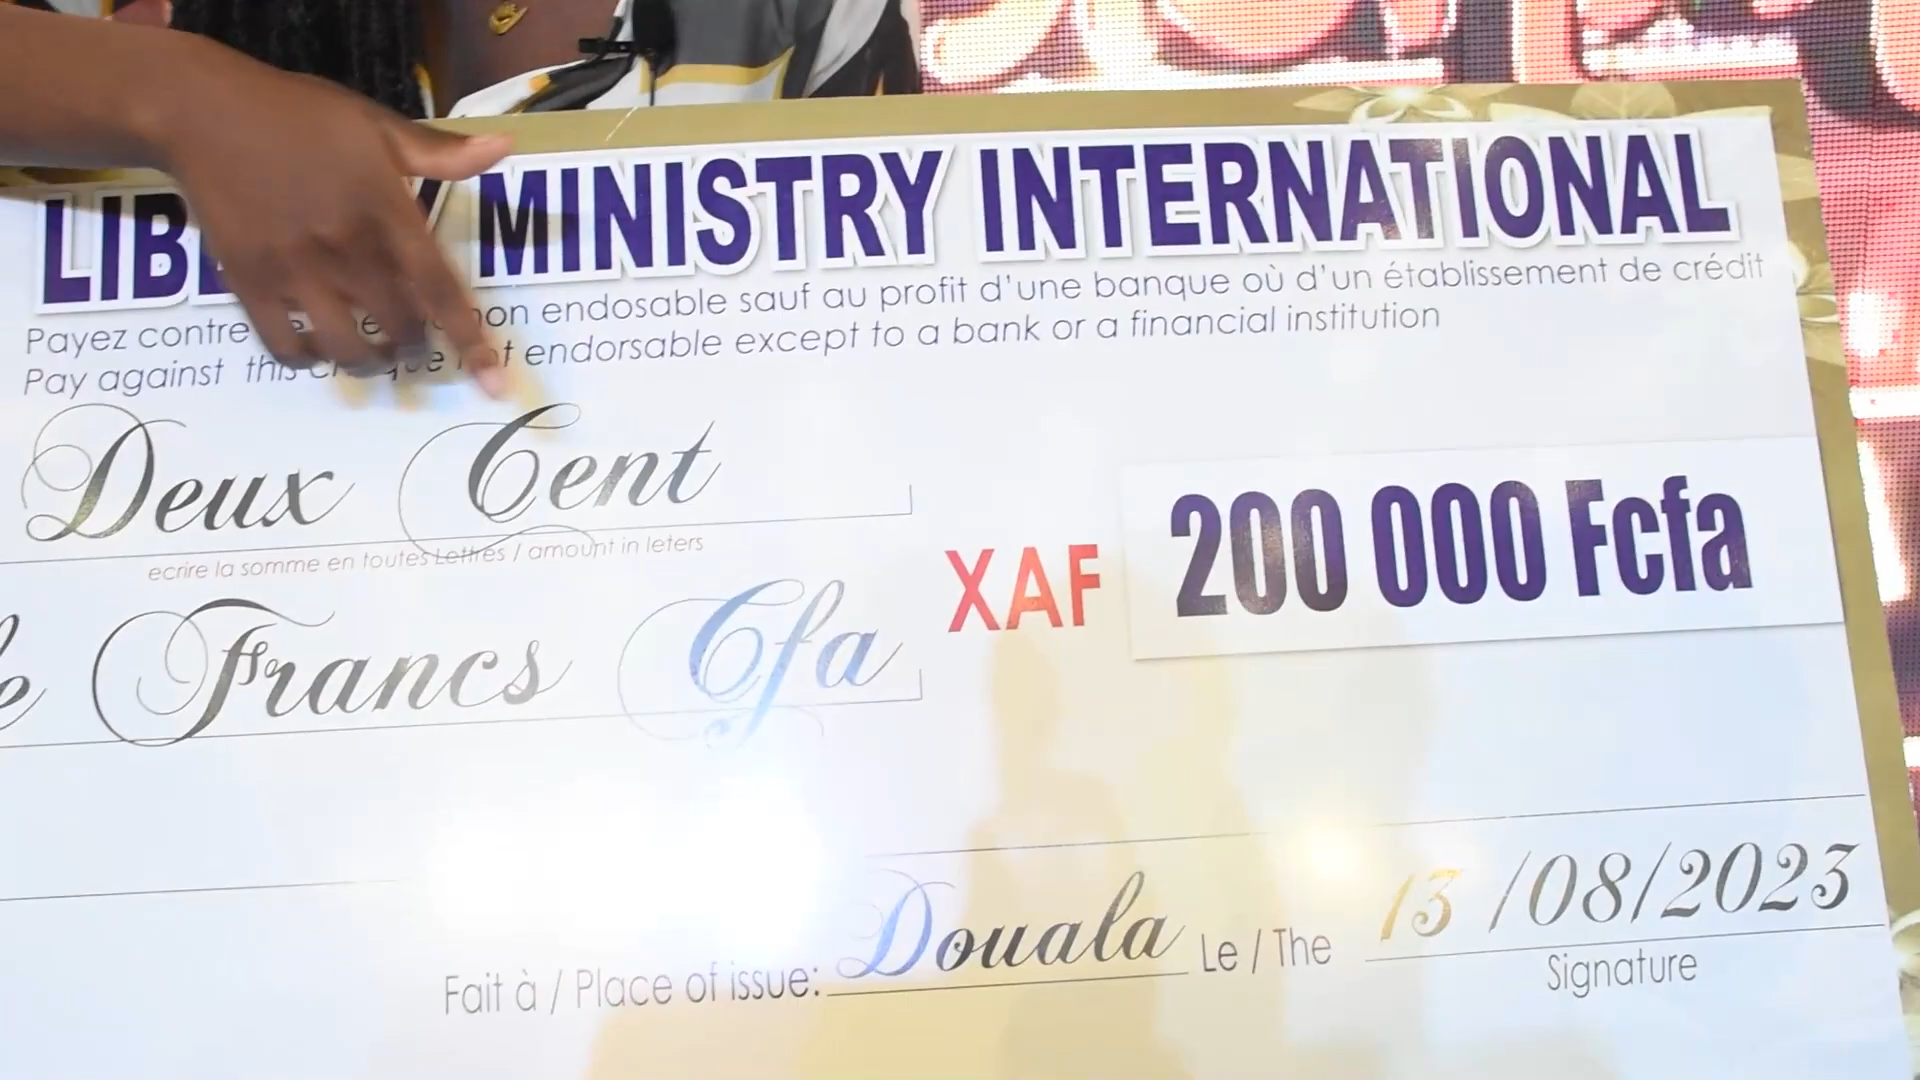 MINISTRY INTERNATIONAL
Payez contre non endosable sauf au profit d'une banque où d'un établissement de crédit
Pay against this endorsable except to a bank or a financial institution
Deux Cent
ecrire la somme en toutes Lettres / amount in leters
XAF 200 000 Fcfa
Francs Cfa
Fait à / Place of issue: Douala Le / The 13 /08/2023
Signature